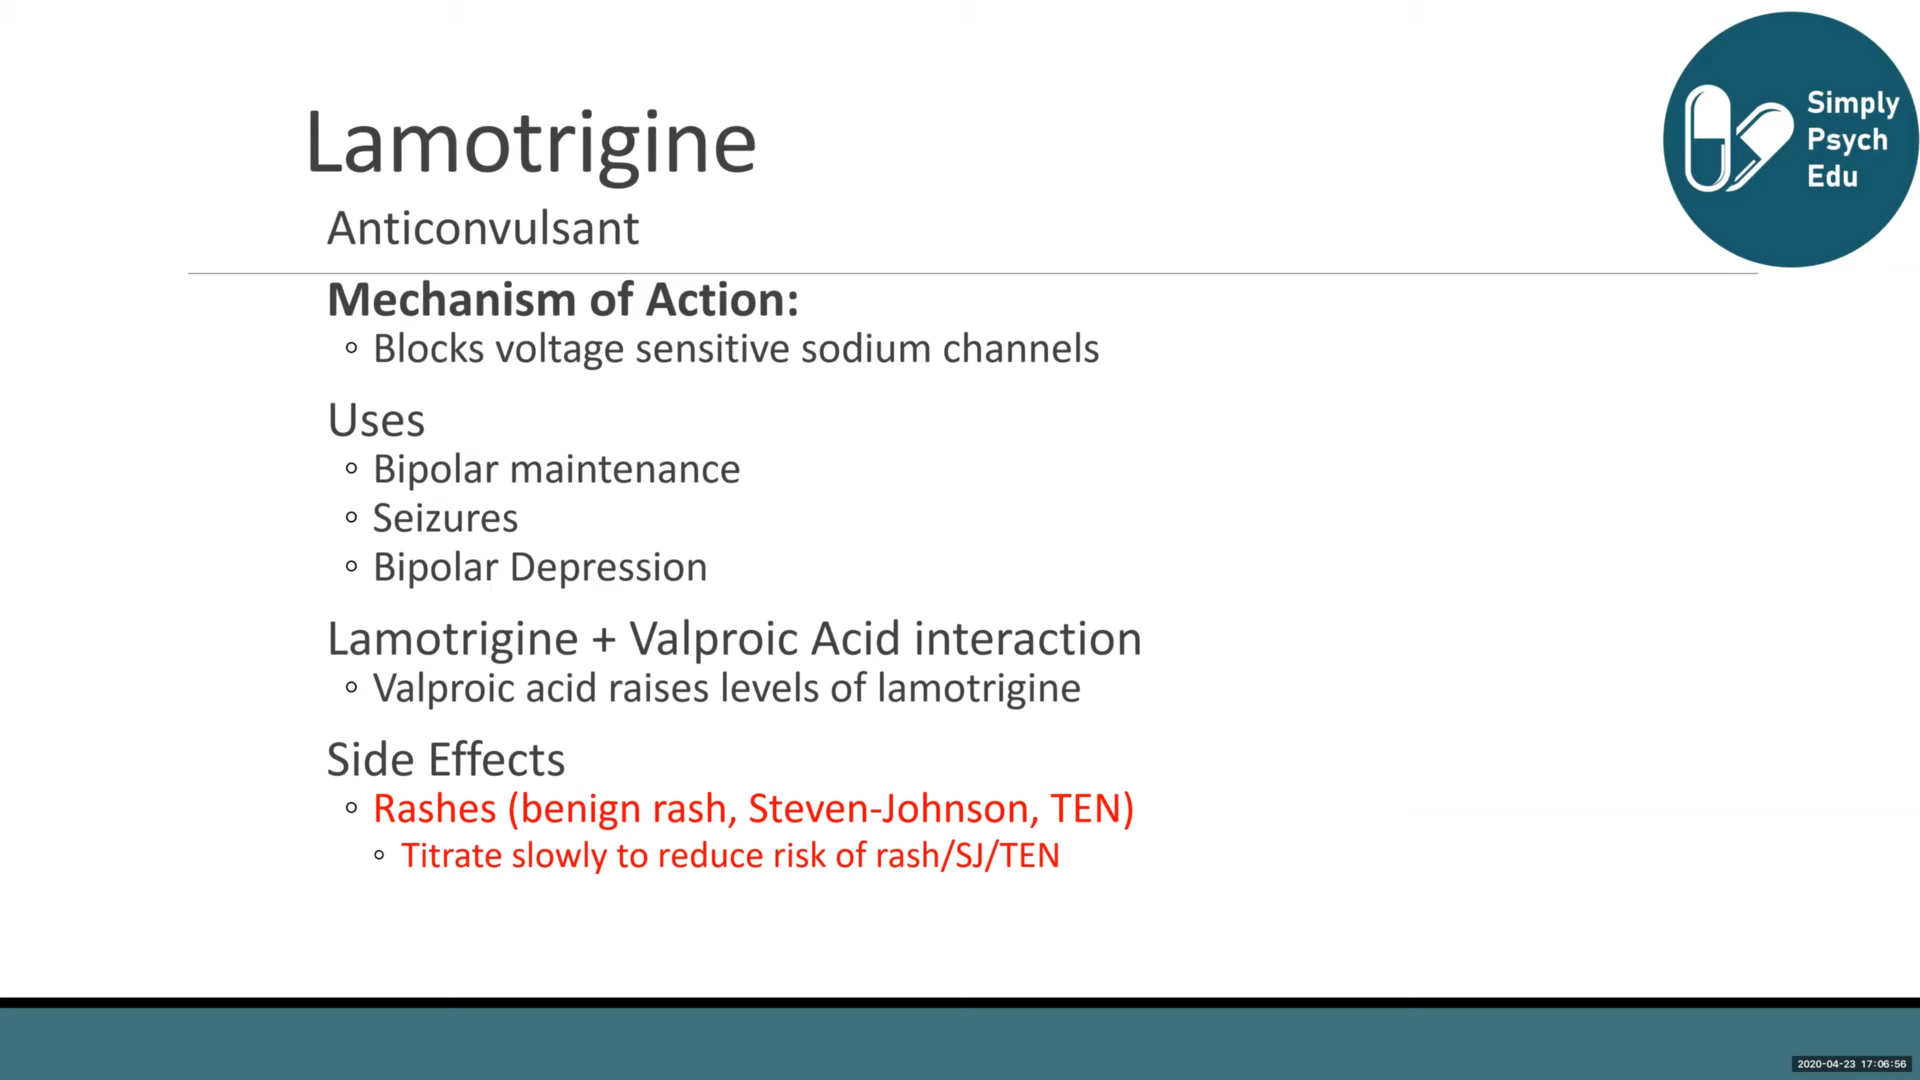 Simply
Psych
Edu
Lamotrigine
Anticonvulsant
Mechanism of Action:
◦ Blocks voltage sensitive sodium channels
Uses
◦ Bipolar maintenance
◦ Seizures
◦ Bipolar Depression
Lamotrigine + Valproic Acid interaction
◦ Valproic acid raises levels of lamotrigine
Side Effects
◦ Rashes (benign rash, Steven-Johnson, TEN)
◦ Titrate slowly to reduce risk of rash/SJ/TEN
2020-04-23 17:06:56